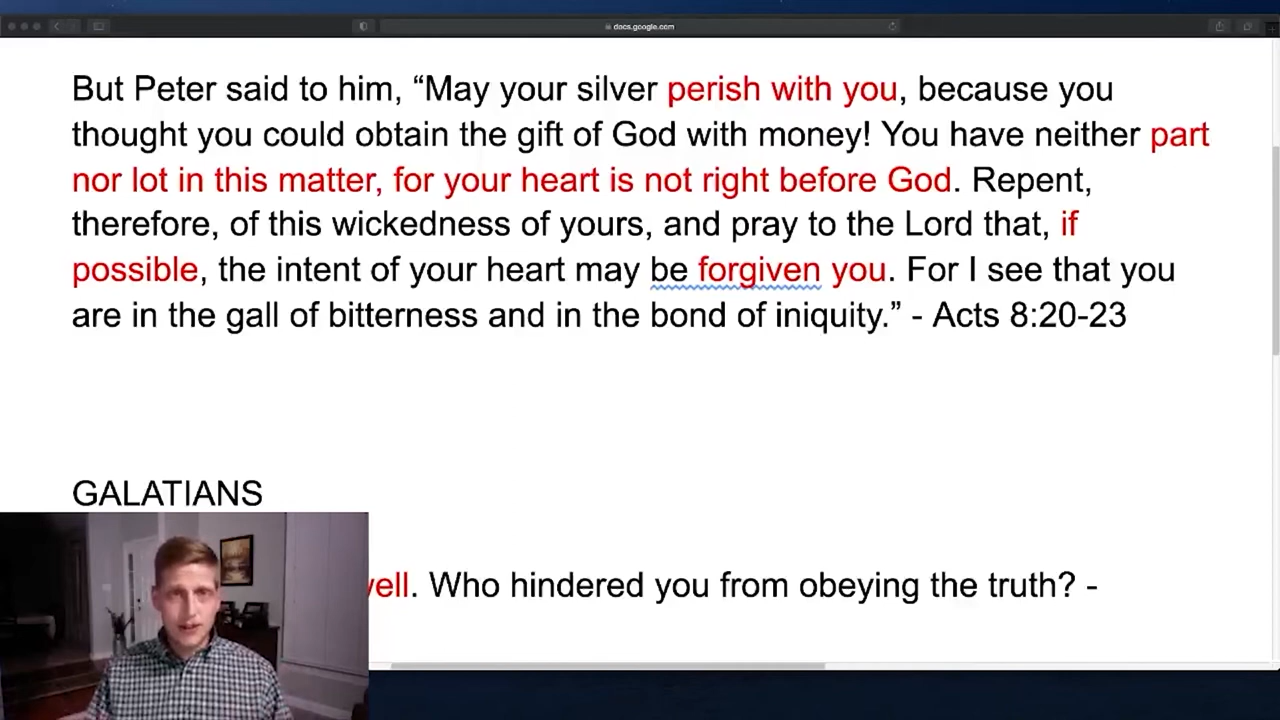 docs.google.com
But Peter said to him, “May your silver perish with you, because you
thought you could obtain the gift of God with money! You have neither part
nor lot in this matter, for your heart is not right before God. Repent,
therefore, of this wickedness of yours, and pray to the Lord that, if
possible, the intent of your heart may be forgiven you. For I see that you
are in the gall of bitterness and in the bond of iniquity.” - Acts 8:20-23
GALATIANS
well. Who hindered you from obeying the truth? -